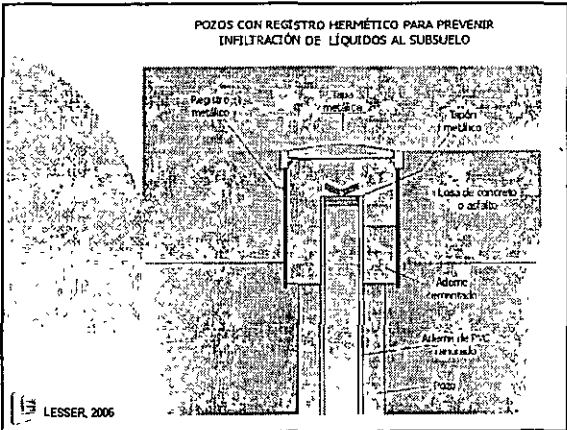 POZOS CON REGISTRO HERMÉTICO PARA PREVENIR
INFILTRACIÓN DE LÍQUIDOS AL SUBSUELO
Registro
metálico
Tapa
metálica
Tapón
metálico
Losa de concreto
o asfalto
Ademe
cementado
Ademe de PVC
ranurado
Pozo
LESSER, 2006